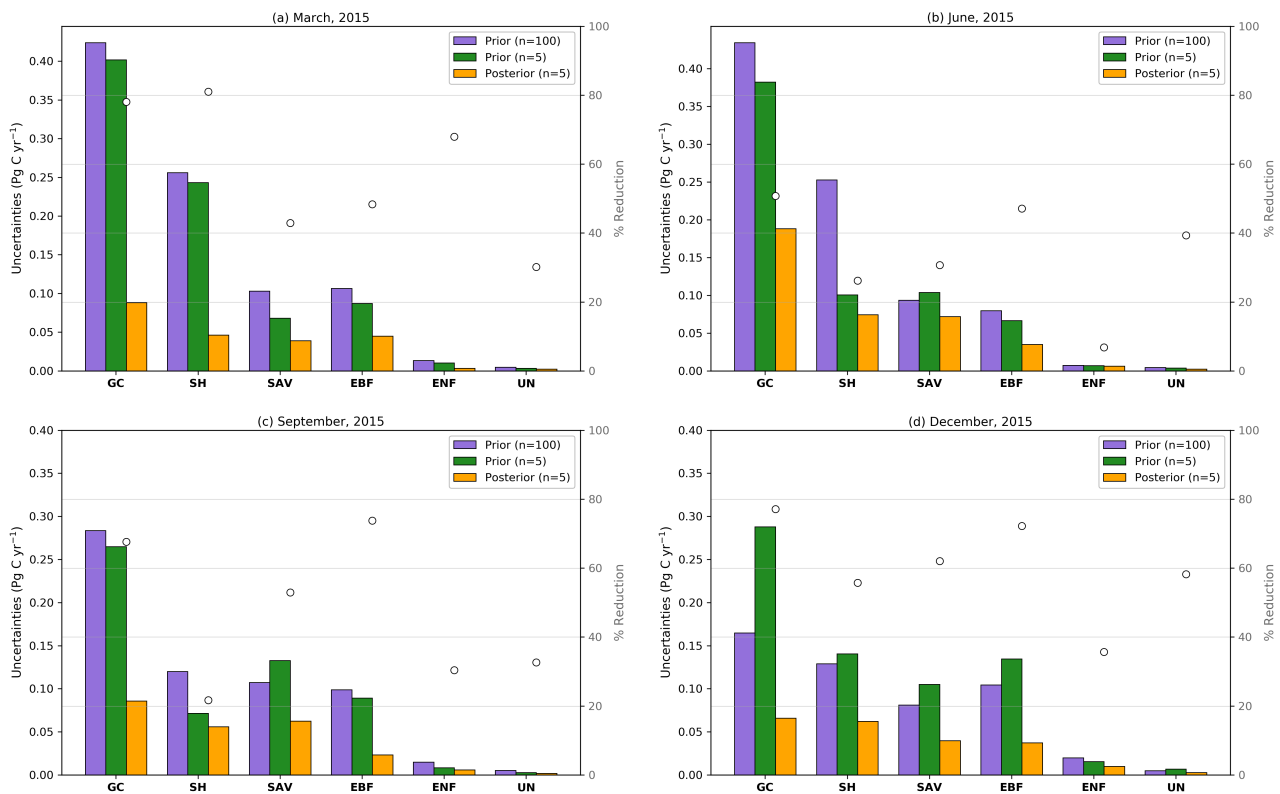 (a) March, 2015
Uncertainties (Pg C yr⁻¹)
0.40
0.35
0.30
0.25
0.20
0.15
0.10
0.05
0.00
Prior (n=100)
Prior (n=5)
Posterior (n=5)
100
80
60
40
20
0
% Reduction
GC SH SAV EBF ENF UN
(b) June, 2015
Uncertainties (Pg C yr⁻¹)
0.40
0.35
0.30
0.25
0.20
0.15
0.10
0.05
0.00
Prior (n=100)
Prior (n=5)
Posterior (n=5)
100
80
60
40
20
0
% Reduction
GC SH SAV EBF ENF UN
(c) September, 2015
Uncertainties (Pg C yr⁻¹)
0.40
0.35
0.30
0.25
0.20
0.15
0.10
0.05
0.00
Prior (n=100)
Prior (n=5)
Posterior (n=5)
100
80
60
40
20
0
% Reduction
GC SH SAV EBF ENF UN
(d) December, 2015
Uncertainties (Pg C yr⁻¹)
0.40
0.35
0.30
0.25
0.20
0.15
0.10
0.05
0.00
Prior (n=100)
Prior (n=5)
Posterior (n=5)
100
80
60
40
20
0
% Reduction
GC SH SAV EBF ENF UN